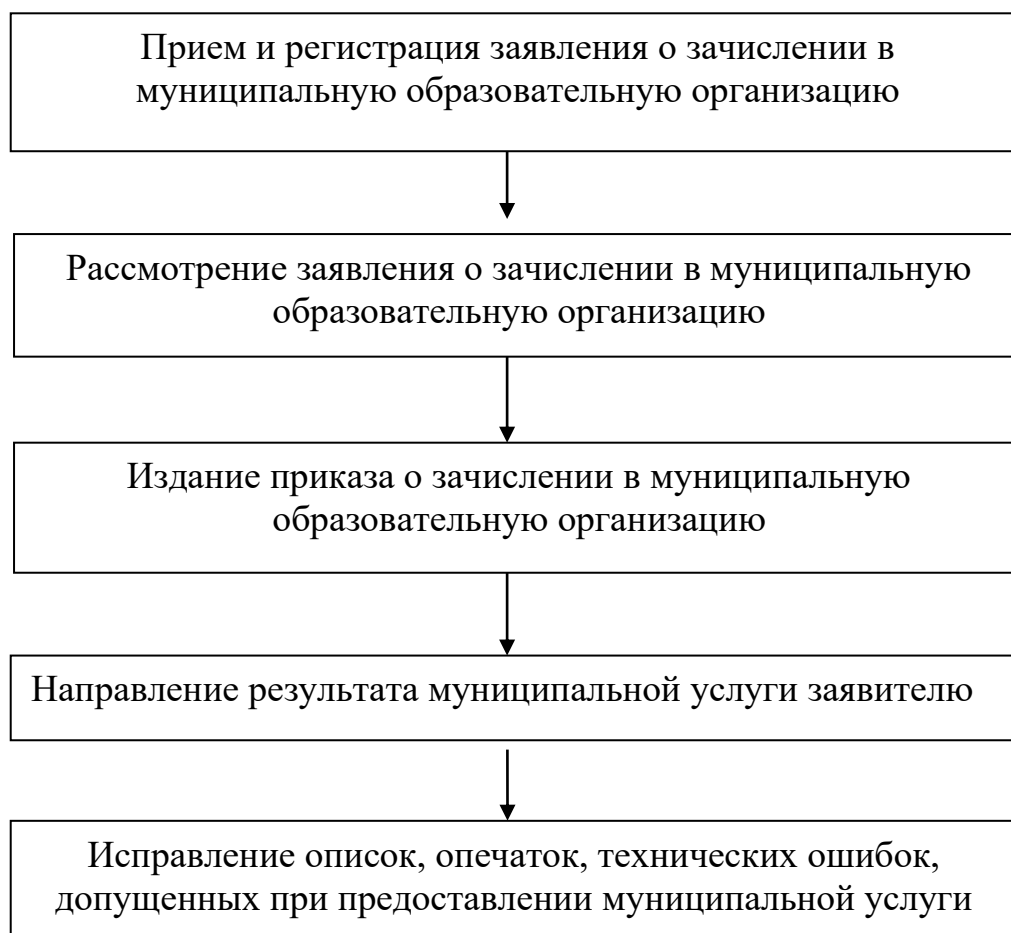 Прием и регистрация заявления о зачислении в
муниципальную образовательную организацию
Рассмотрение заявления о зачислении в муниципальную
образовательную организацию
Издание приказа о зачислении в муниципальную
образовательную организацию
Направление результата муниципальной услуги заявителю
Исправление описок, опечаток, технических ошибок,
допущенных при предоставлении муниципальной услуги